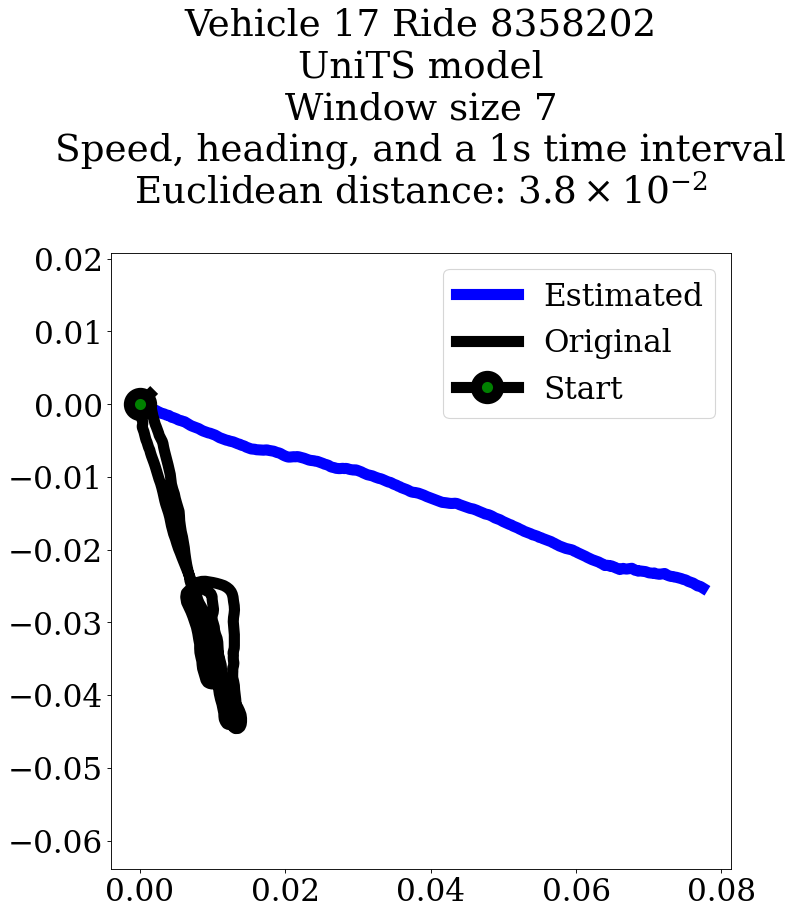 Vehicle 17 Ride 8358202
UniTS model
Window size 7
Speed, heading, and a 1s time interval
Euclidean distance: 3.8 × 10⁻²
0.02
0.01
0.00
−0.01
−0.02
−0.03
−0.04
−0.05
−0.06
Estimated
Original
Start
0.00 0.02 0.04 0.06 0.08